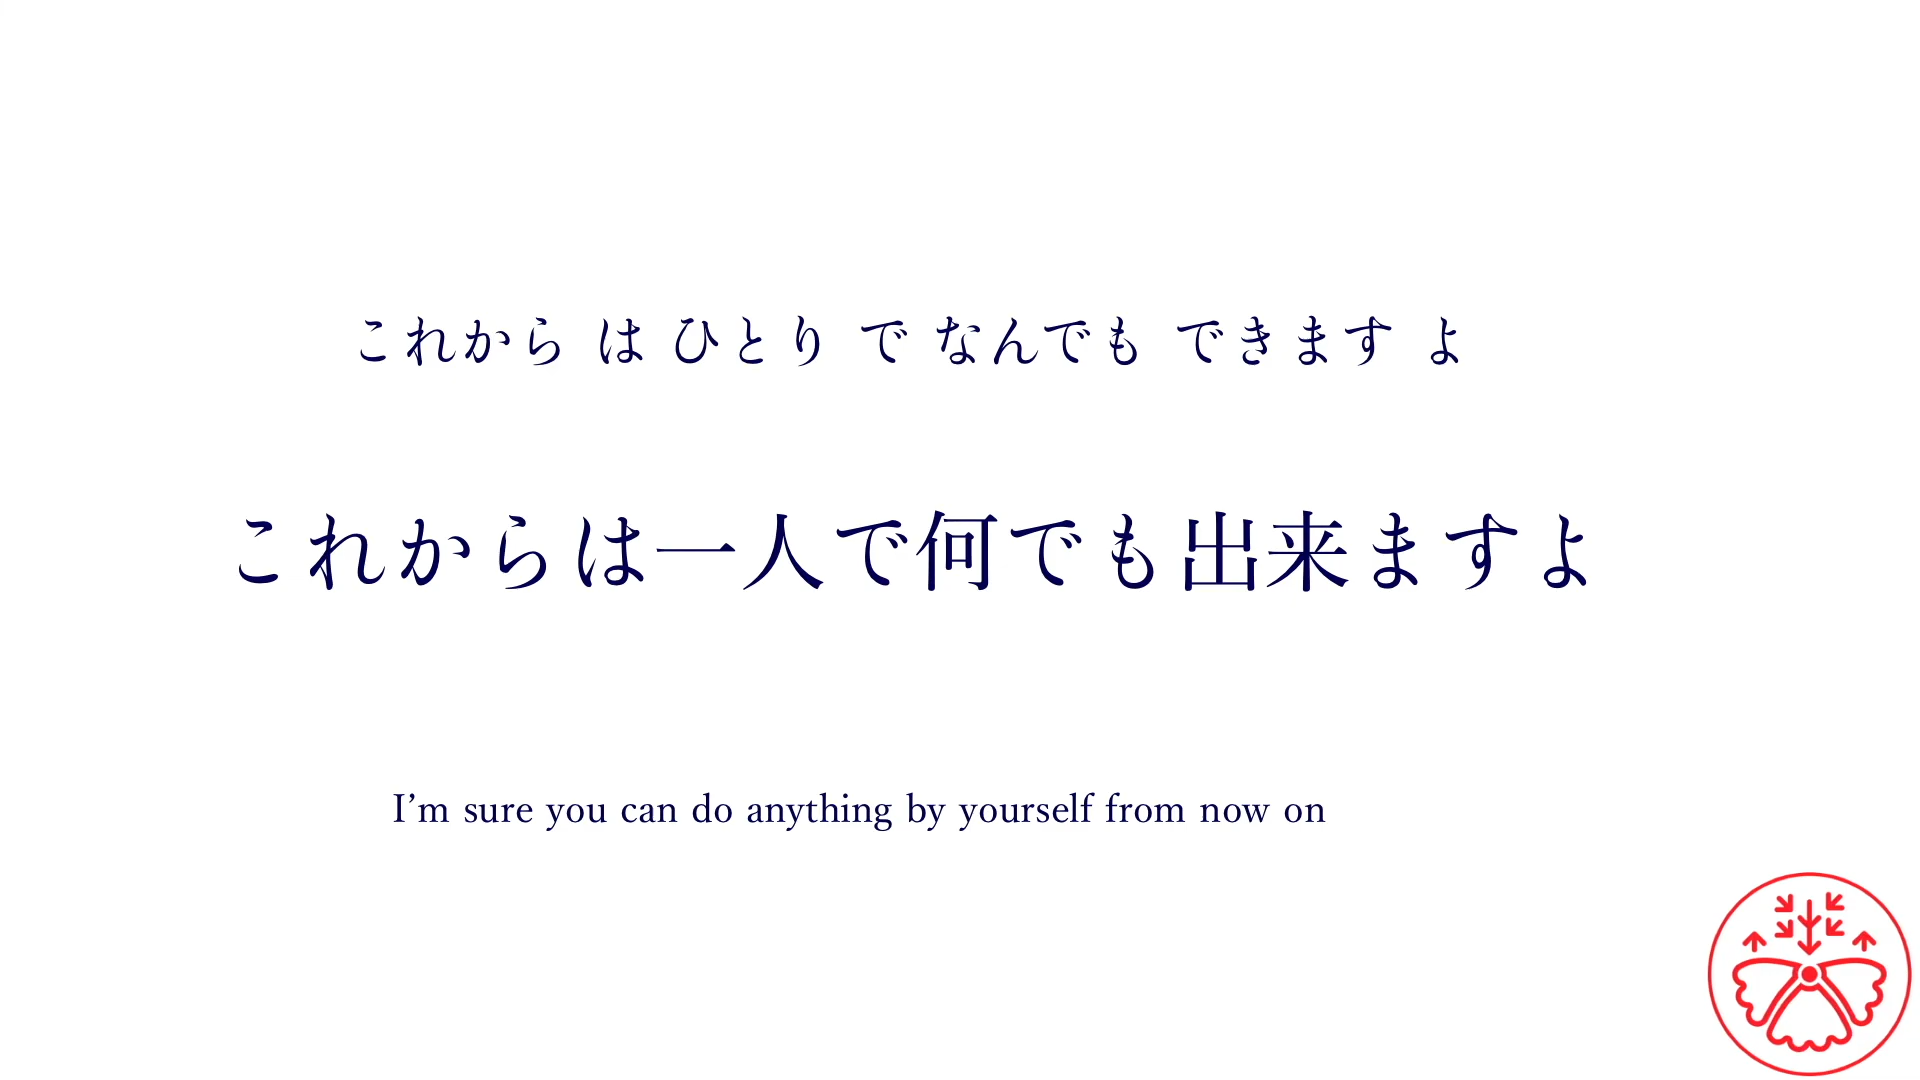 これから は ひとり で なんでも できます よ
これからは一人で何でも出来ますよ
I’m sure you can do anything by yourself from now on